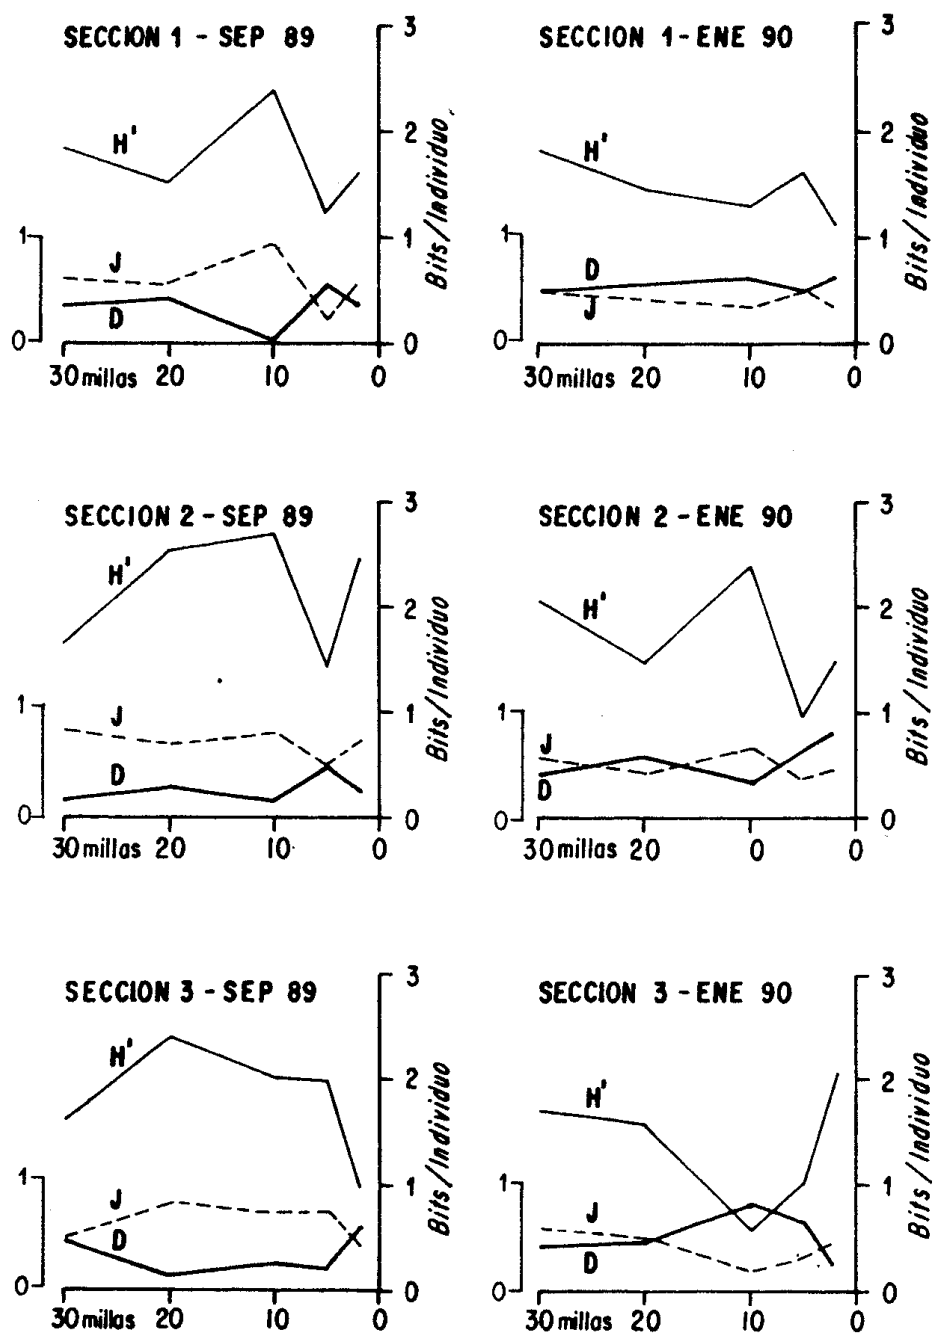 SECCION 1 - SEP 89
H'
J
D
1
0
3
2
1
0
Bits/Individuo
30 millas 20 10 0
SECCION 1 - ENE 90
H'
D
J
1
0
3
2
1
0
Bits/Individuo
30 millas 20 10 0
SECCION 2 - SEP 89
H'
J
D
1
0
3
2
1
0
Bits/Individuo
30 millas 20 10 0
SECCION 2 - ENE 90
H'
J
D
1
0
3
2
1
0
Bits/Individuo
30 millas 20 0 0
SECCION 3 - SEP 89
H'
J
D
1
0
3
2
1
0
Bits/Individuo
30 millas 20 10 0
SECCION 3 - ENE 90
H'
J
D
1
0
3
2
1
0
Bits/Individuo
30 millas 20 10 0